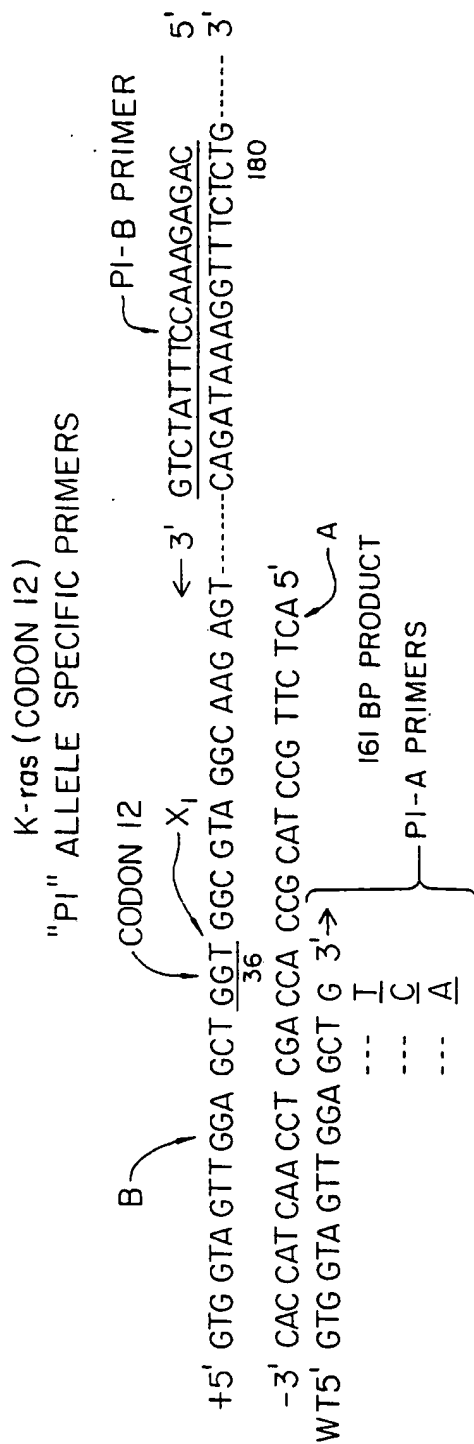 K-ras (CODON 12)
"PI" ALLELE SPECIFIC PRIMERS
PI-B PRIMER
CODON 12
B
X1
← 3' GTCTATTTCCAAAGAGAC 5'
+5' GTG GTA GTT GGA GCT GGT GGC GTA GGC AAG AGT------CAGATAAAGGTTTCTCTG------3'
36
180
-3' CAC CAT CAA CCT CGA CCA CCG CAT CCG TTC TCA 5'
WT5' GTG GTA GTT GGA GCT G 3'→
A
--- T
--- C
--- A
161 BP PRODUCT
PI-A PRIMERS